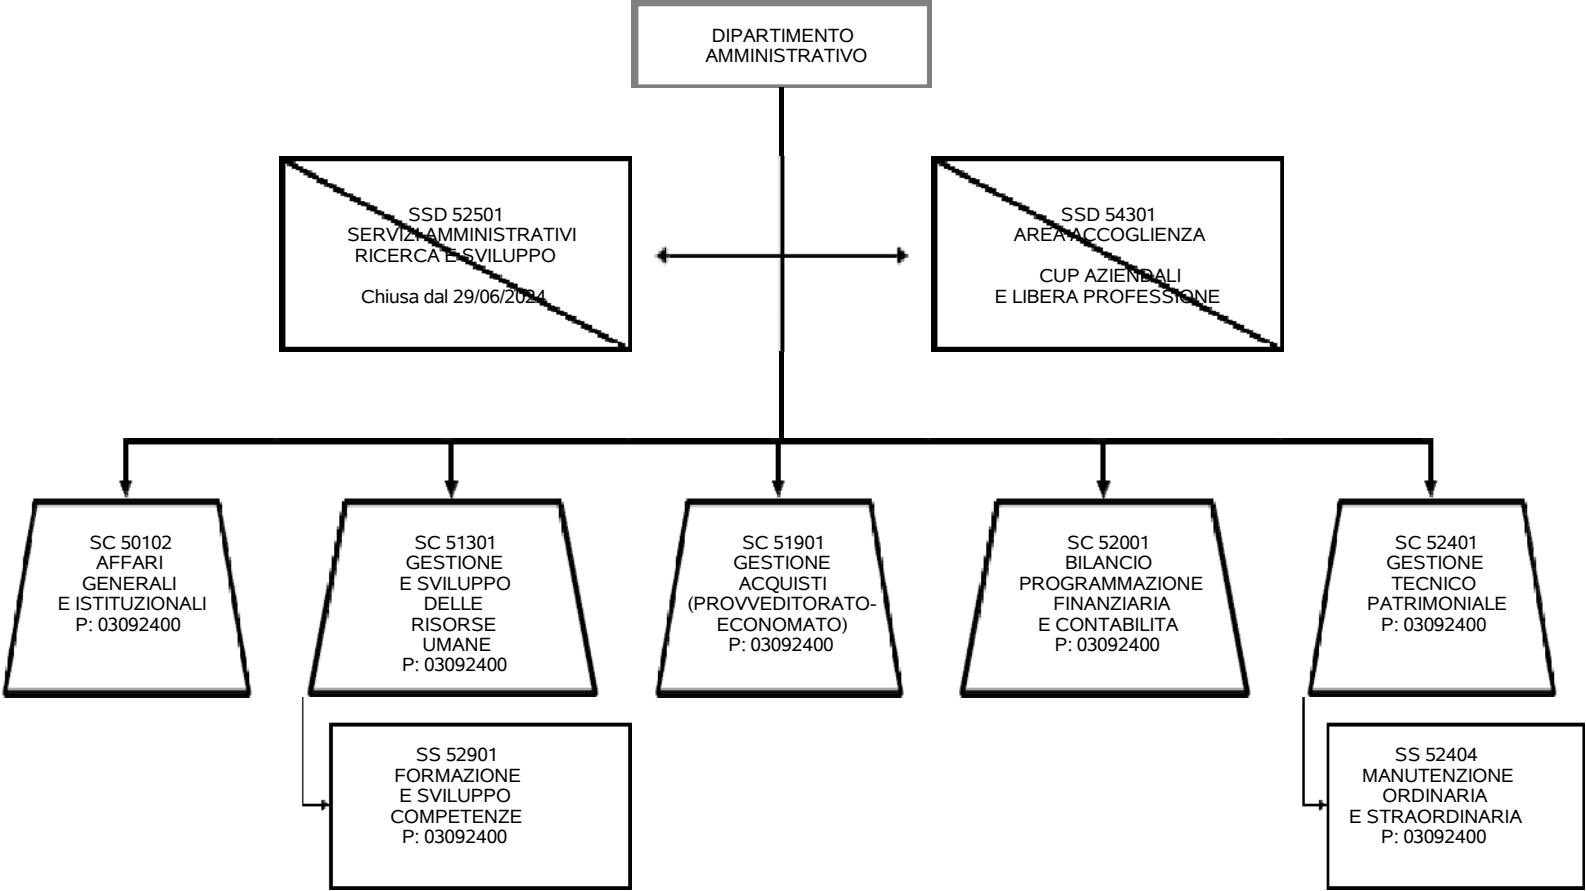 DIPARTIMENTO
AMMINISTRATIVO
SSD 52501
SERVIZI AMMINISTRATIVI
RICERCA E SVILUPPO
Chiusa dal 29/06/2024
SSD 54301
AREA ACCOGLIENZA
CUP AZIENDALI
E LIBERA PROFESSIONE
SC 50102
AFFARI
GENERALI
E ISTITUZIONALI
P: 03092400
SC 51301
GESTIONE
E SVILUPPO
DELLE
RISORSE
UMANE
P: 03092400
SC 51901
GESTIONE
ACQUISTI
(PROVVEDITORATO-
ECONOMATO)
P: 03092400
SC 52001
BILANCIO
PROGRAMMAZIONE
FINANZIARIA
E CONTABILITA
P: 03092400
SC 52401
GESTIONE
TECNICO
PATRIMONIALE
P: 03092400
SS 52901
FORMAZIONE
E SVILUPPO
COMPETENZE
P: 03092400
SS 52404
MANUTENZIONE
ORDINARIA
E STRAORDINARIA
P: 03092400